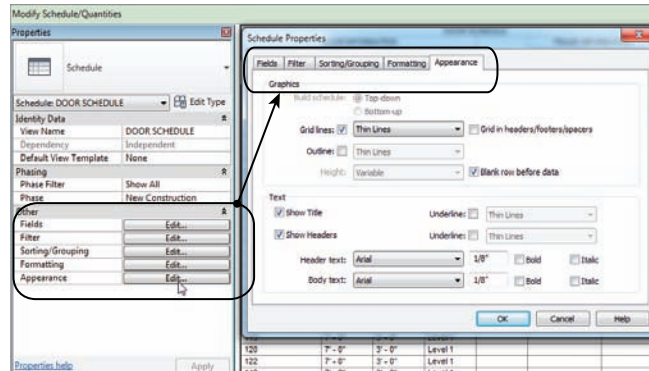 Modify Schedule/Quantities
Properties
Schedule
Schedule: DOOR SCHEDULE
Edit Type
Identity Data
View Name DOOR SCHEDULE
Dependency Independent
Default View Template None
Phasing
Phase Filter Show All
Phase New Construction
Other
Fields Edit...
Filter Edit...
Sorting/Grouping Edit...
Formatting Edit...
Appearance Edit...
Properties help Apply
Schedule Properties
Fields Filter Sorting/Grouping Formatting Appearance
Graphics
Build schedule: Top-down
Bottom-up
Grid lines: Thin Lines Grid in headers/footers/spacers
Outline: Thin Lines
Height: Variable Blank row before data
Text
Show Title Underline: Thin Lines
Show Headers Underline: Thin Lines
Header text: Arial 1/8" Bold Italic
Body text: Arial 1/8" Bold Italic
OK Cancel Help
120 7' - 0" 3' - 0" Level 1
122 7' - 0" 3' - 0" Level 1